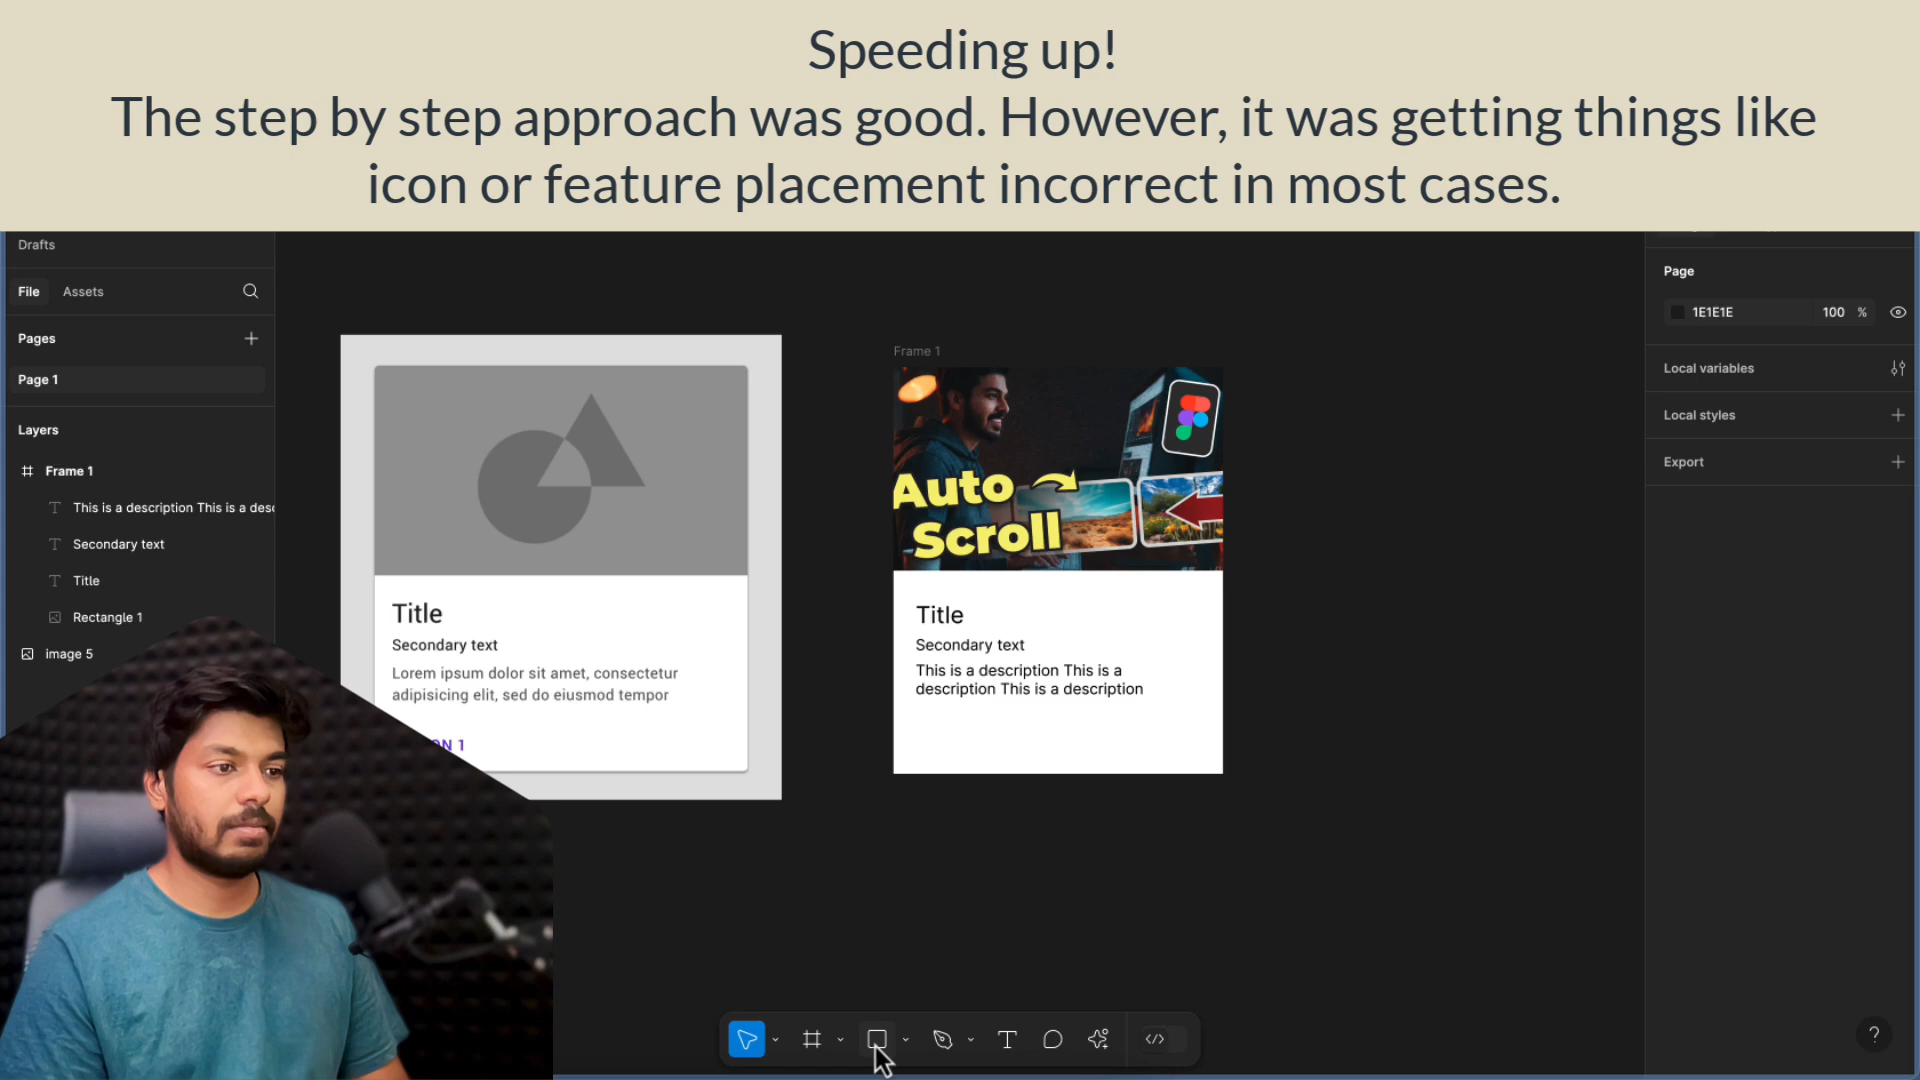 Speeding up!
The step by step approach was good. However, it was getting things like
icon or feature placement incorrect in most cases.
Drafts
File Assets
Pages
Page 1
Layers
Frame 1
This is a description This is a desc
Secondary text
Title
Rectangle 1
image 5
Title
Secondary text
Lorem ipsum dolor sit amet, consectetur
adipisicing elit, sed do eiusmod tempor
ON 1
Frame 1
Auto
Scroll
Title
Secondary text
This is a description This is a
description This is a description
Page
1E1E1E 100 %
Local variables
Local styles
Export
?